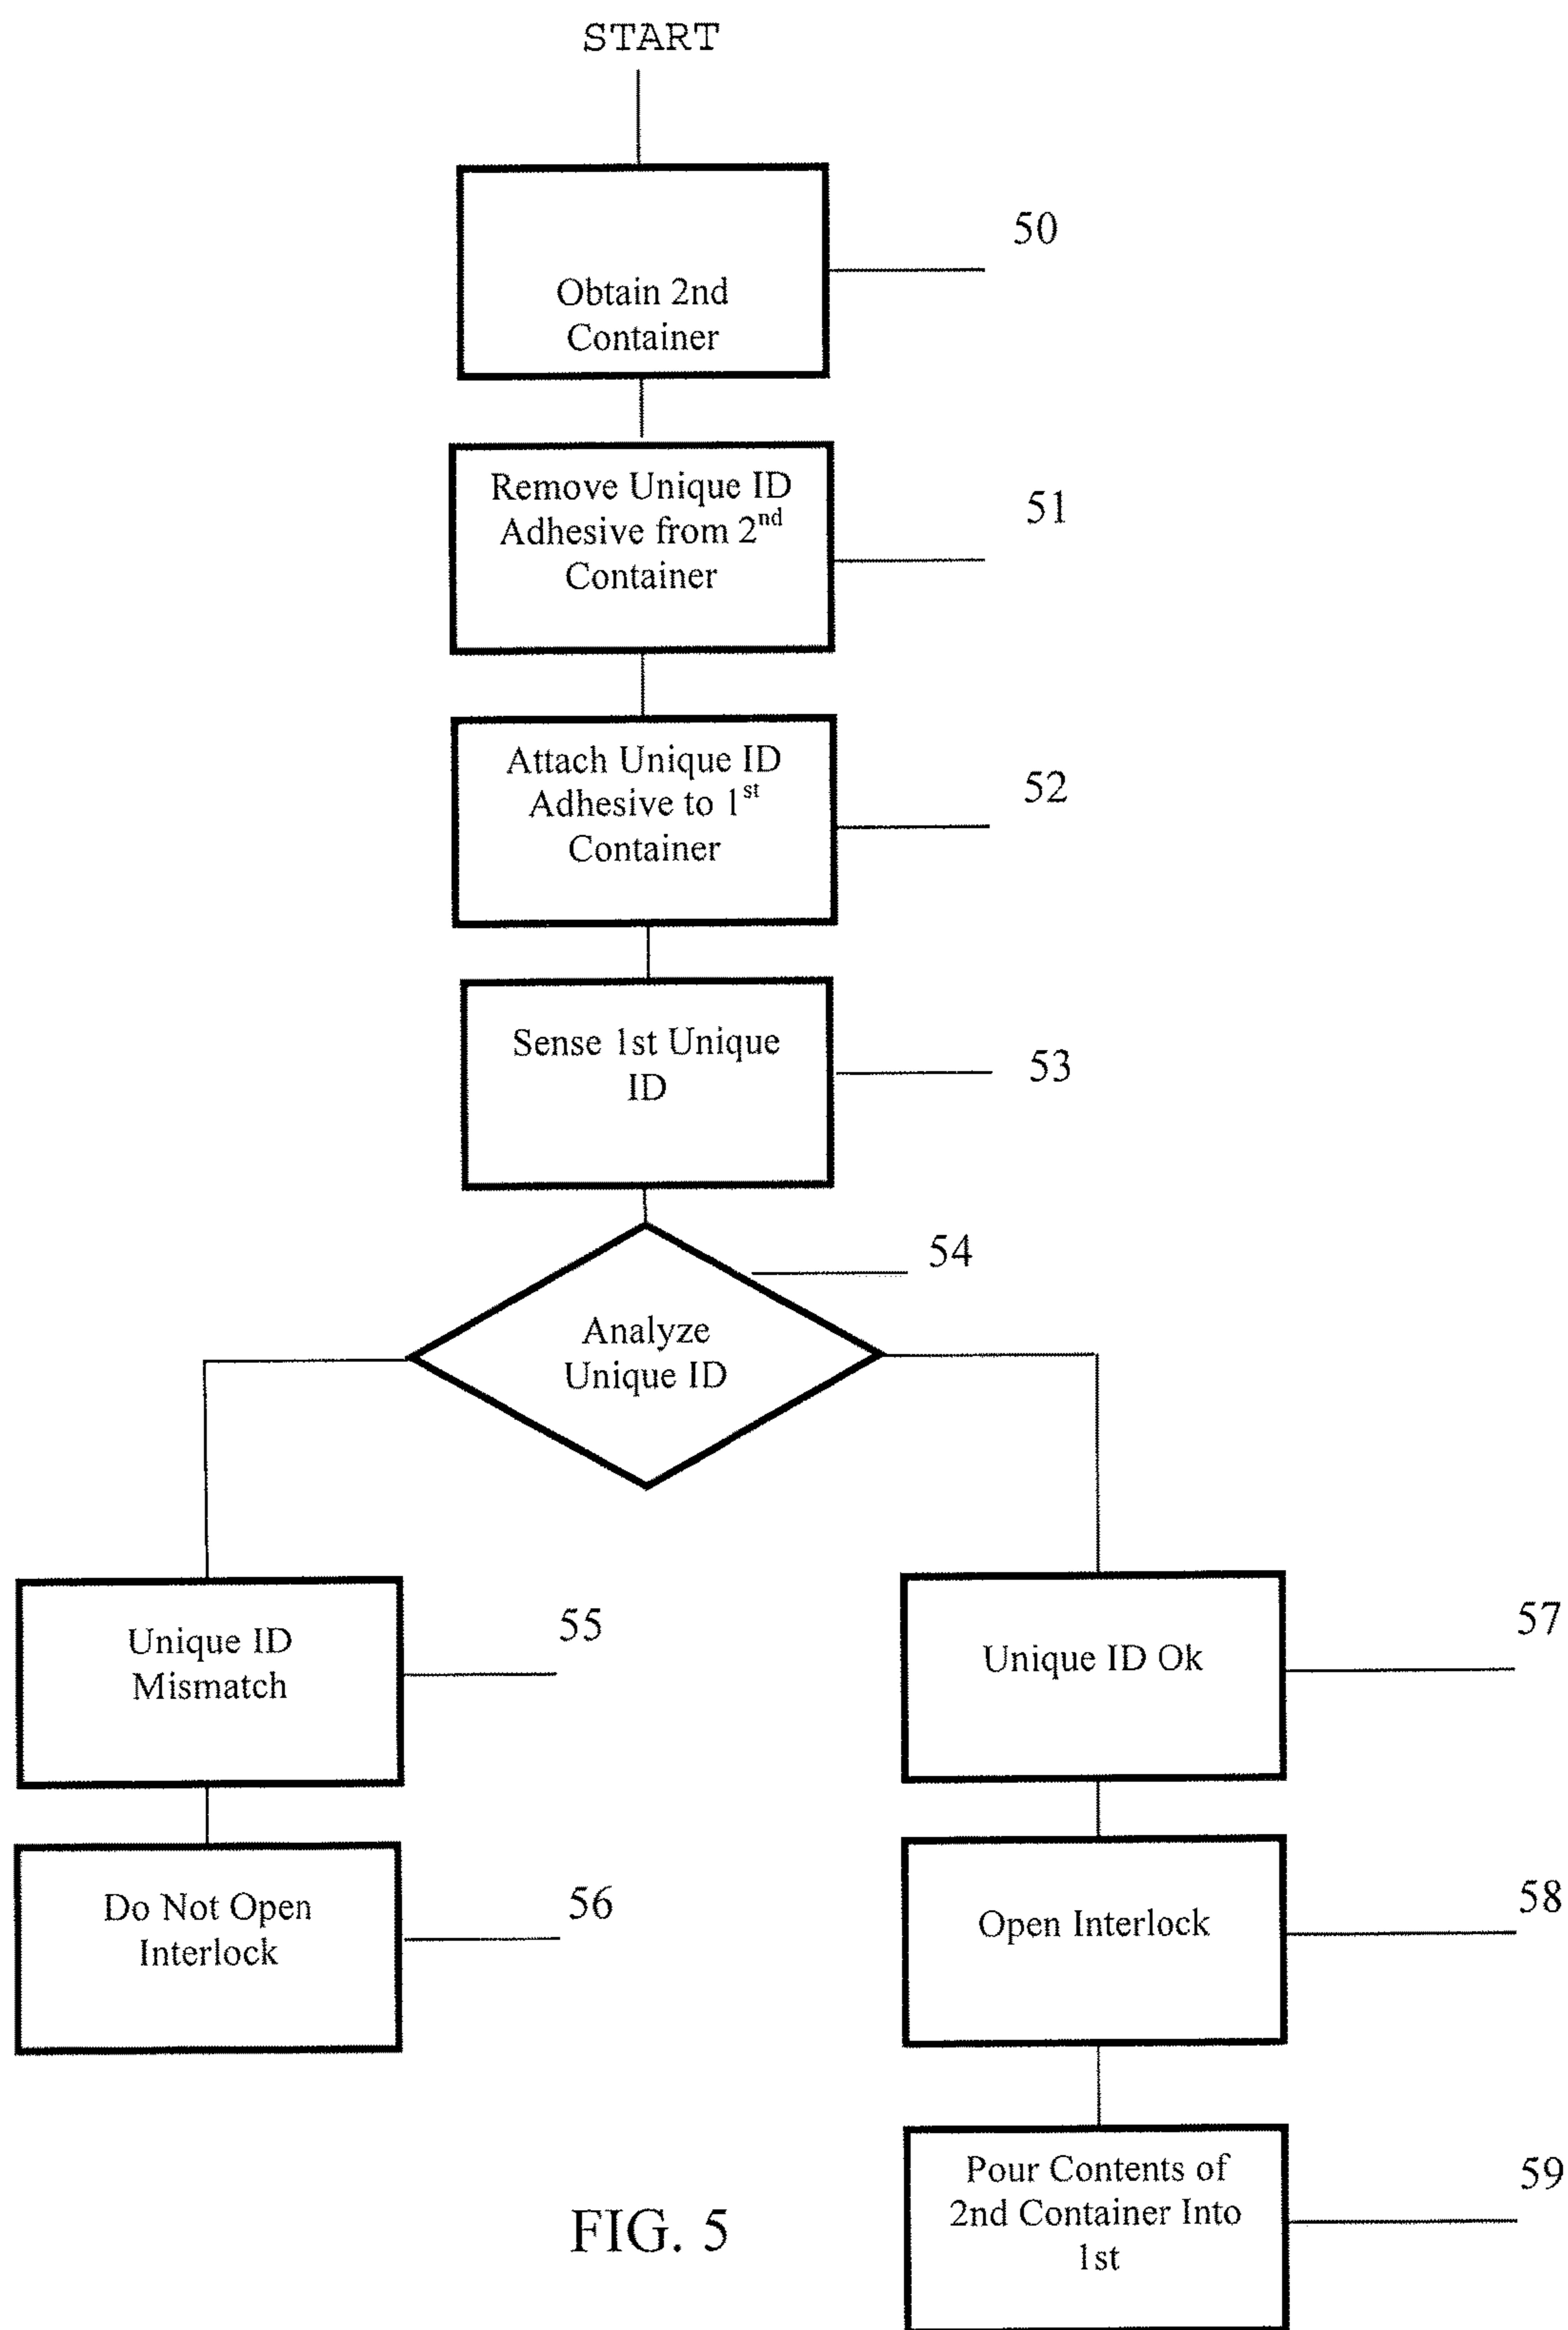 START
50
Obtain 2nd
Container
Remove Unique ID
Adhesive from 2nd
Container
51
Attach Unique ID
Adhesive to 1st
Container
52
Sense 1st Unique
ID
53
54
Analyze
Unique ID
Unique ID
Mismatch
55
Unique ID Ok
57
Do Not Open
Interlock
56
Open Interlock
58
Pour Contents of
2nd Container Into
1st
59
FIG. 5